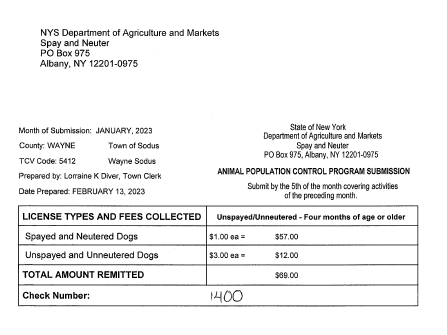 NYS Department of Agriculture and Markets
Spay and Neuter
PO Box 975
Albany, NY 12201-0975
Month of Submission: JANUARY, 2023
County: WAYNE Town of Sodus
TCV Code: 5412 Wayne Sodus
Prepared by: Lorraine K Diver, Town Clerk
Date Prepared: FEBRUARY 13, 2023
State of New York
Department of Agriculture and Markets
Spay and Neuter
PO Box 975, Albany, NY 12201-0975
ANIMAL POPULATION CONTROL PROGRAM SUBMISSION
Submit by the 5th of the month covering activities
of the preceding month.
LICENSE TYPES AND FEES COLLECTED Unspayed/Unneutered - Four months of age or older
Spayed and Neutered Dogs $1.00 ea = $57.00
Unspayed and Unneutered Dogs $3.00 ea = $12.00
TOTAL AMOUNT REMITTED $69.00
Check Number: 1400